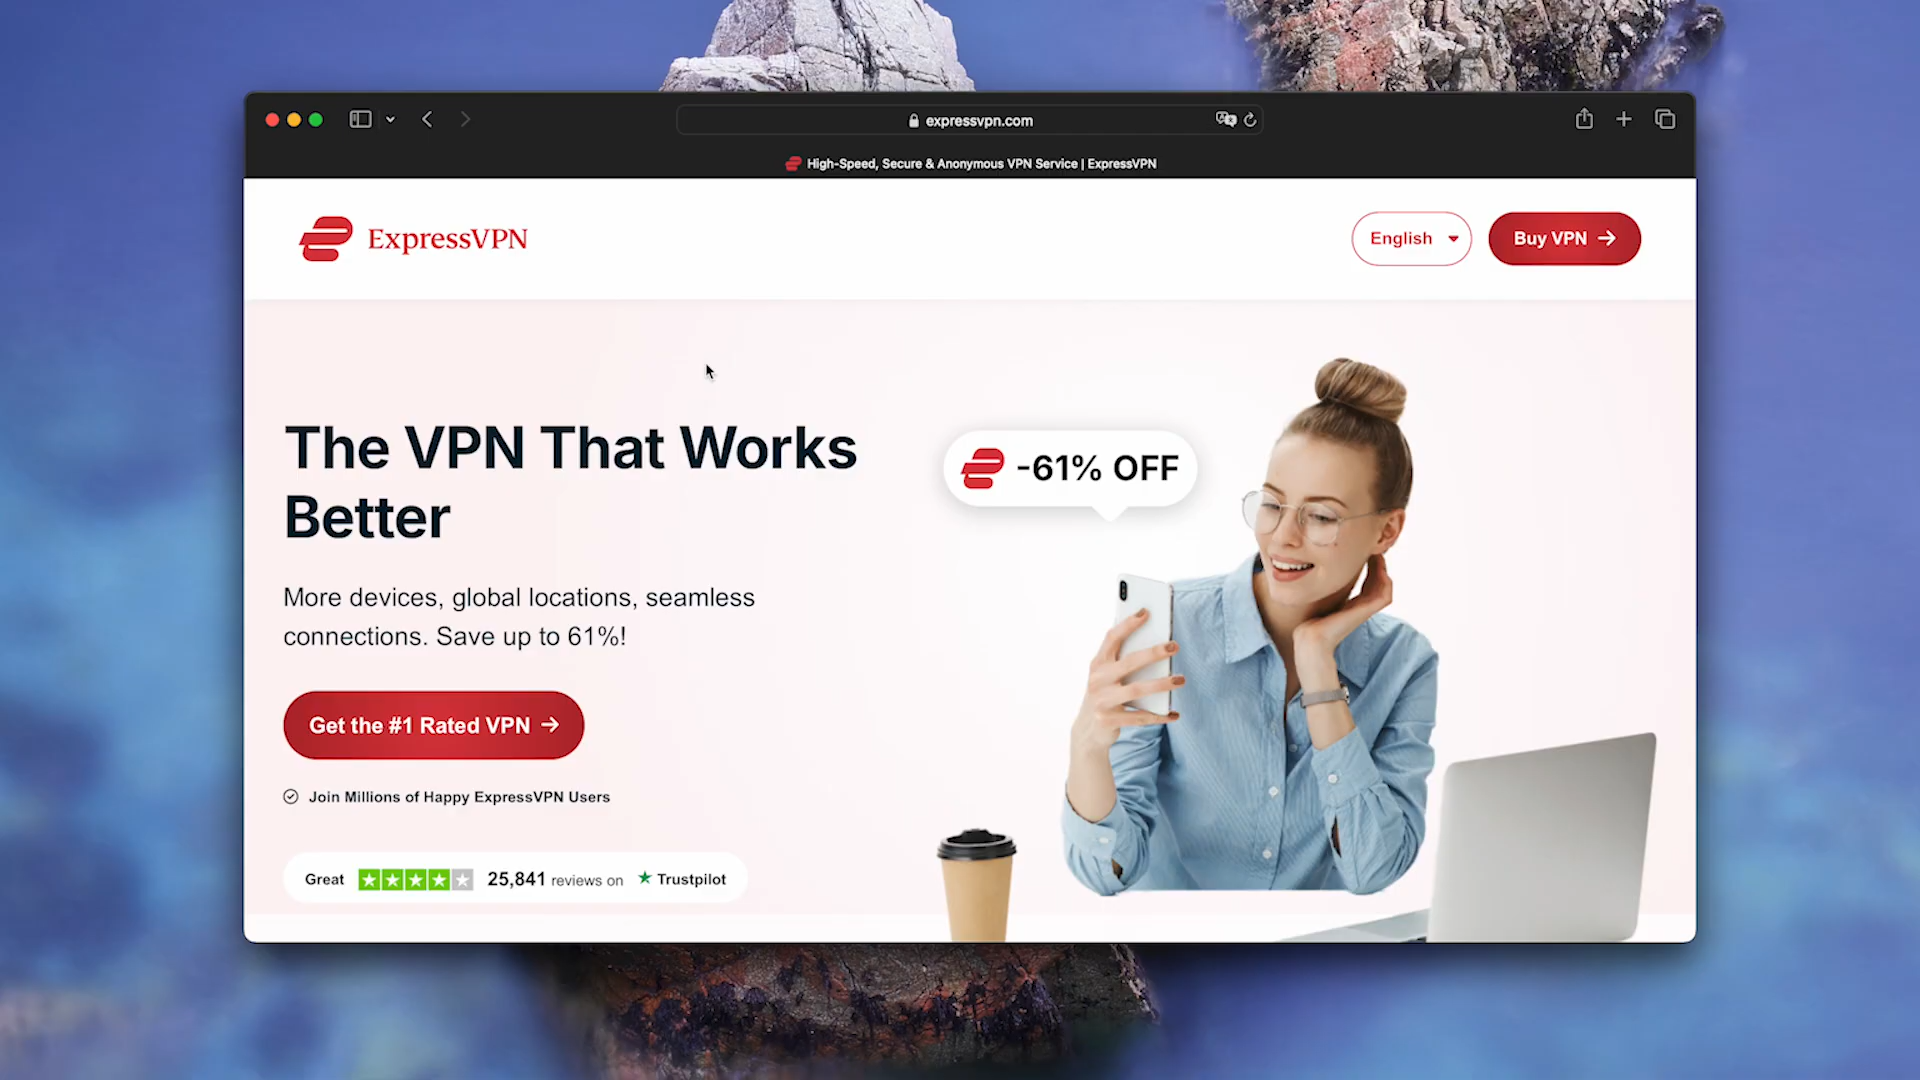 expressvpn.com
High-Speed, Secure & Anonymous VPN Service | ExpressVPN
ExpressVPN
English
Buy VPN →
The VPN That Works
Better
More devices, global locations, seamless
connections. Save up to 61%!
Get the #1 Rated VPN →
Join Millions of Happy ExpressVPN Users
Great
25,841 reviews on
Trustpilot
-61% OFF